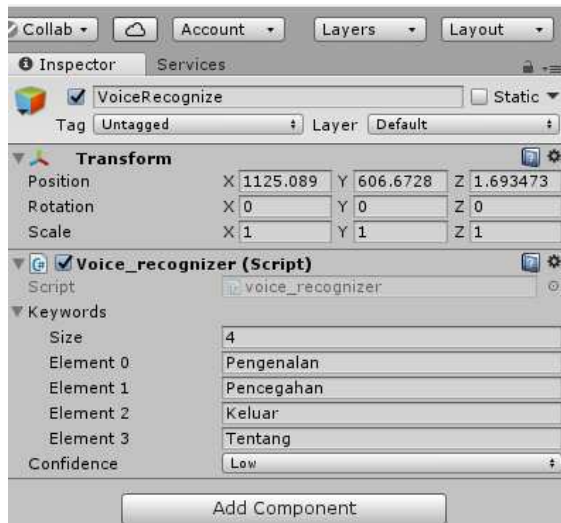 Collab Account Layers Layout
Inspector Services
VoiceRecognize Static
Tag Untagged Layer Default
Transform
Position X 1125.089 Y 606.6728 Z 1.693473
Rotation X 0 Y 0 Z 0
Scale X 1 Y 1 Z 1
Voice_recognizer (Script)
Script voice_recognizer
Keywords
Size 4
Element 0 Pengenalan
Element 1 Pencegahan
Element 2 Keluar
Element 3 Tentang
Confidence Low
Add Component